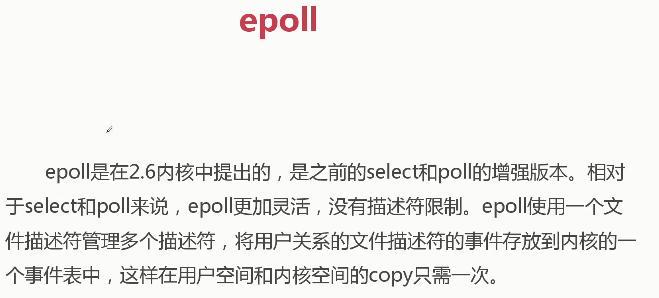 epoll
epoll是在2.6内核中提出的，是之前的select和poll的增强版本。相对
于select和poll来说，epoll更加灵活，没有描述符限制。epoll使用一个文
件描述符管理多个描述符，将用户关系的文件描述符的事件存放到内核的一
个事件表中，这样在用户空间和内核空间的copy只需一次。